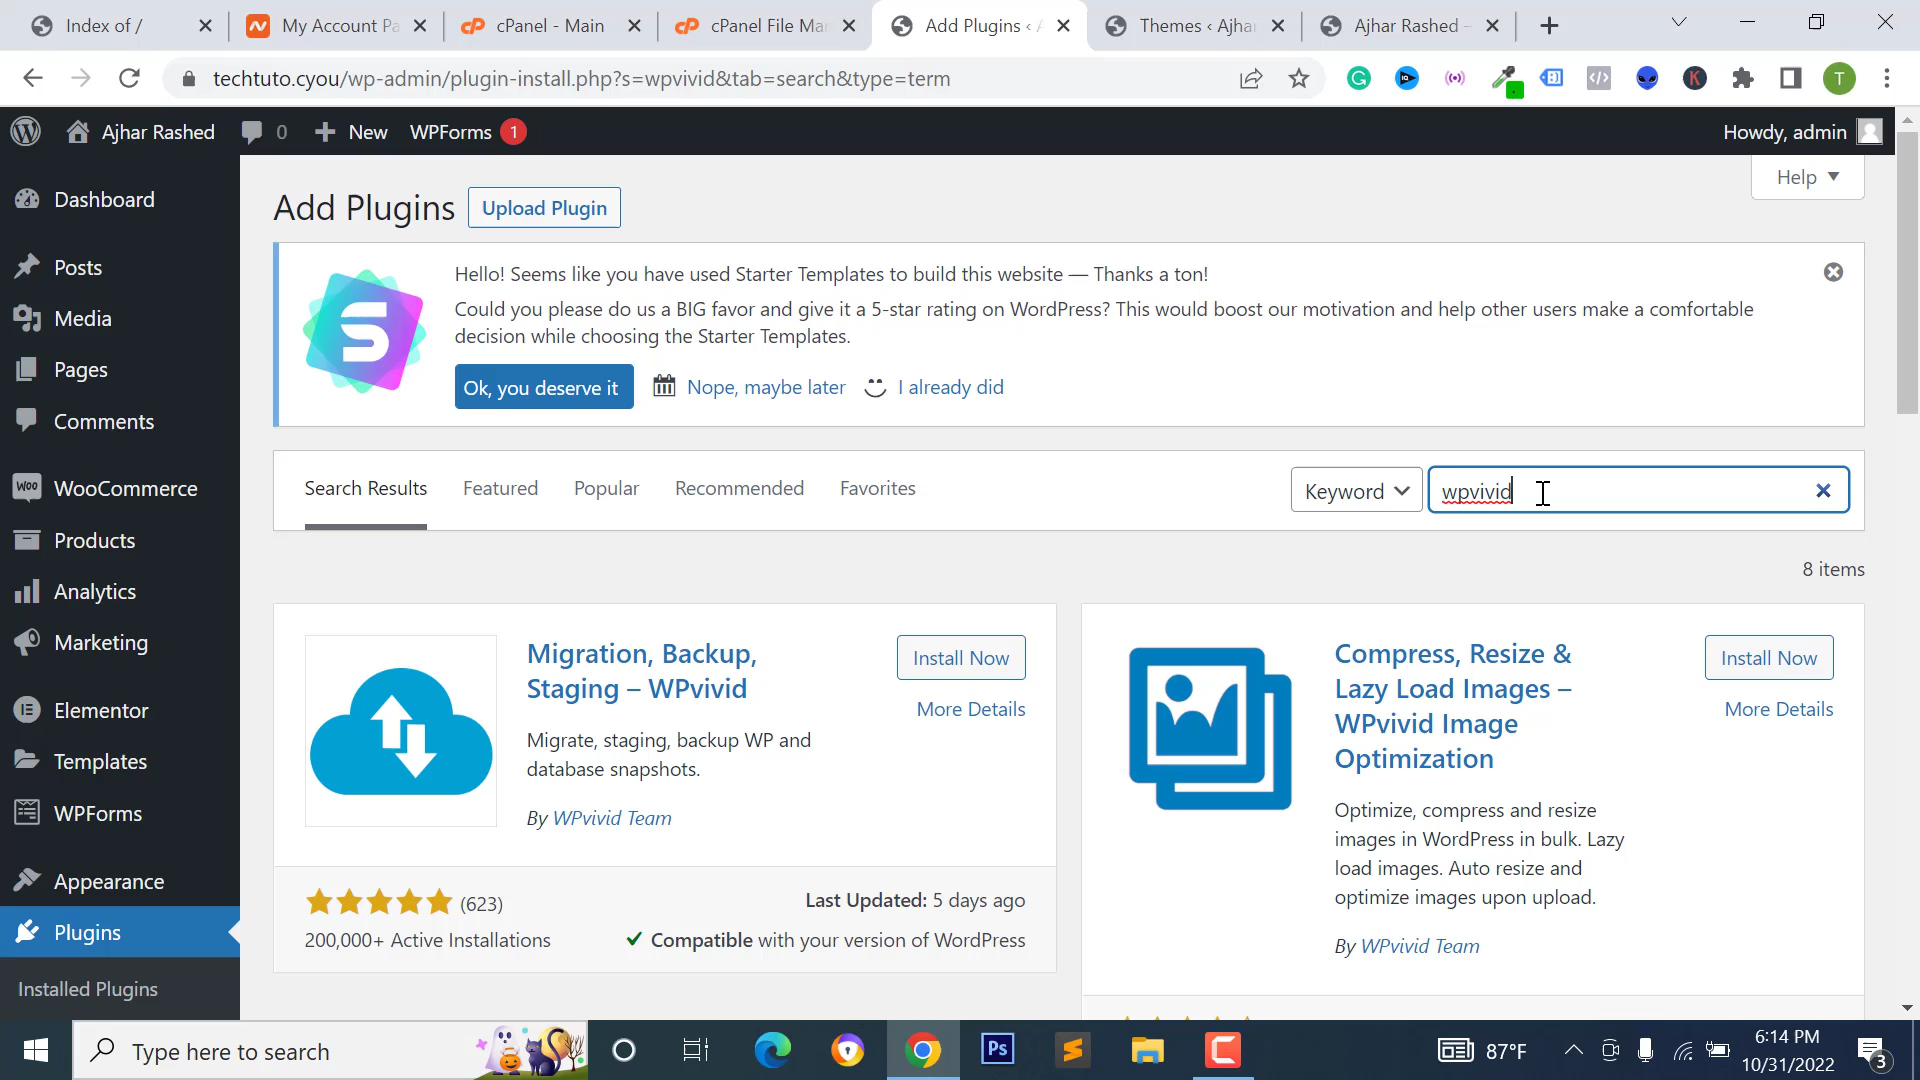 Index of /
My Account Pa
cPanel - Main
cPanel File Man
Add Plugins ‹ A
Themes ‹ Ajhar
Ajhar Rashed –
techtuto.cyou/wp-admin/plugin-install.php?s=wpvivid&tab=search&type=term
T
Ajhar Rashed
0
New
WPForms 1
Howdy, admin
Dashboard
Posts
Media
Pages
Comments
WooCommerce
Products
Analytics
Marketing
Elementor
Templates
WPForms
Appearance
Plugins
Installed Plugins
Help
Add Plugins
Upload Plugin
Hello! Seems like you have used Starter Templates to build this website — Thanks a ton!
Could you please do us a BIG favor and give it a 5-star rating on WordPress? This would boost our motivation and help other users make a comfortable
decision while choosing the Starter Templates.
Ok, you deserve it
Nope, maybe later
I already did
Search Results
Featured
Popular
Recommended
Favorites
Keyword
wpvivid
8 items
Migration, Backup,
Staging – WPvivid
Install Now
More Details
Migrate, staging, backup WP and
database snapshots.
By WPvivid Team
(623)
200,000+ Active Installations
Last Updated: 5 days ago
Compatible with your version of WordPress
Compress, Resize &
Lazy Load Images –
WPvivid Image
Optimization
Install Now
More Details
Optimize, compress and resize
images in WordPress in bulk. Lazy
load images. Auto resize and
optimize images upon upload.
By WPvivid Team
Type here to search
Ps
87°F
6:14 PM
10/31/2022
3